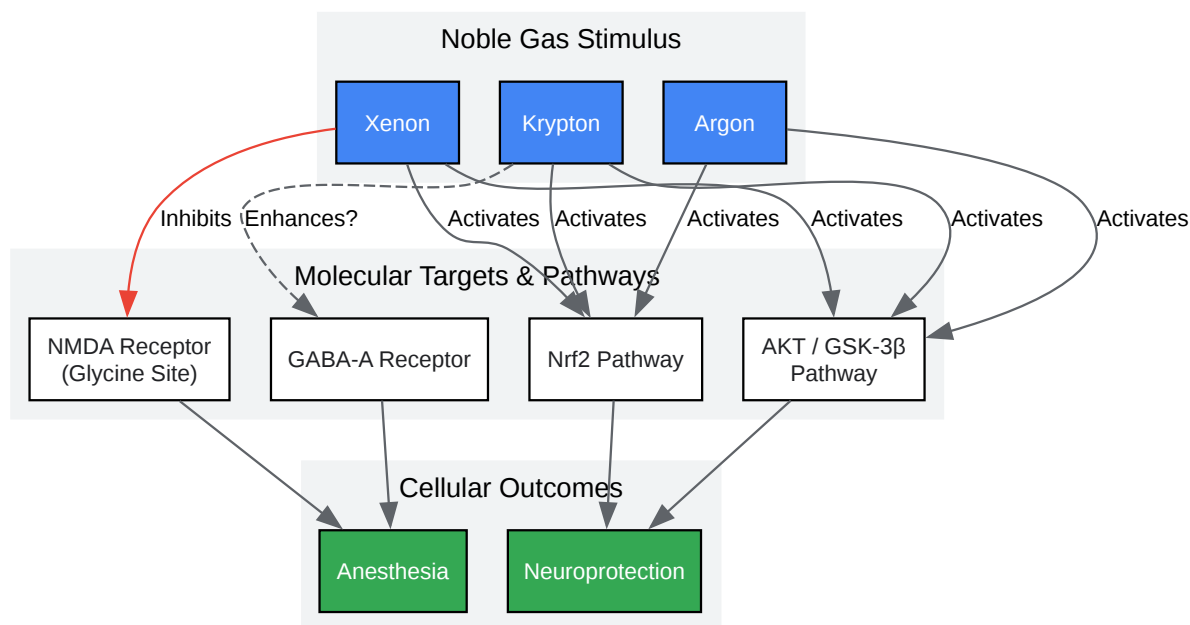 Noble Gas Stimulus
Xenon
Krypton
Argon
Inhibits
Enhances?
Activates
Activates
Activates
Activates
Activates
Activates
Molecular Targets & Pathways
NMDA Receptor
(Glycine Site)
GABA-A Receptor
Nrf2 Pathway
AKT / GSK-3β
Pathway
Cellular Outcomes
Anesthesia
Neuroprotection